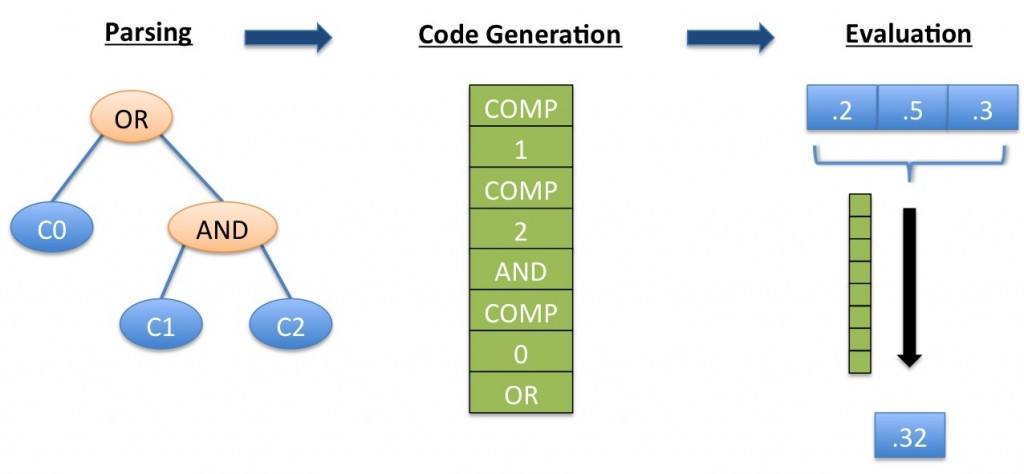 Parsing
Code Generation
Evaluation
OR
C0
AND
C1
C2
COMP
1
COMP
2
AND
COMP
0
OR
.2 .5 .3
.32